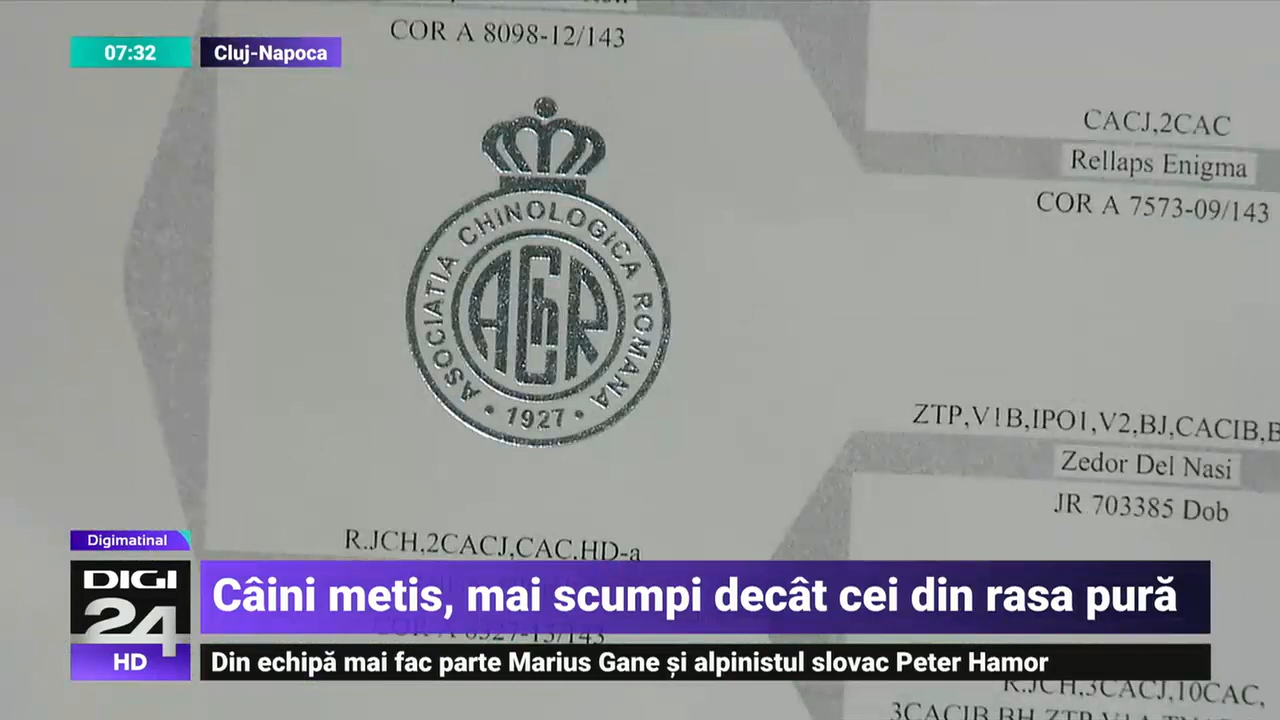 COR A 8098-12/143
07:32
Cluj-Napoca
CACJ,2CAC
Rellaps Enigma
COR A 7573-09/143
ASOCIATIA CHINOLOGICA ROMANA
AChR
• 1927 •
ZTP,V1B,IPO1,V2,BJ,CACIB,B
Zedor Del Nasi
JR 703385 Dob
R.JCH,2CACJ,CAC.HD-a
Digimatinal
DIGI
24
HD
Câini metis, mai scumpi decât cei din rasa pură
Din echipă mai fac parte Marius Gane și alpinistul slovac Peter Hamor
R.JCH,3CACJ,10CAC,